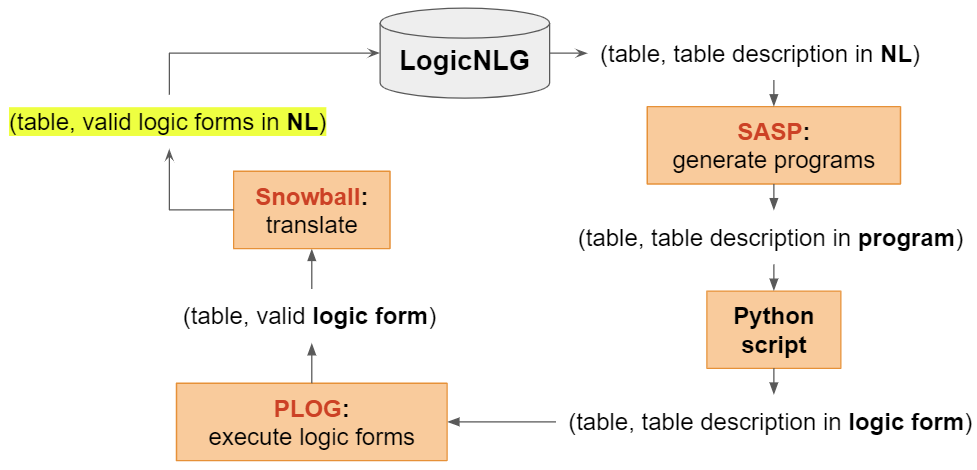 LogicNLG
(table, table description in NL)
SASP:
generate programs
(table, table description in program)
Python
script
(table, table description in logic form)
PLOG:
execute logic forms
(table, valid logic form)
Snowball:
translate
(table, valid logic forms in NL)